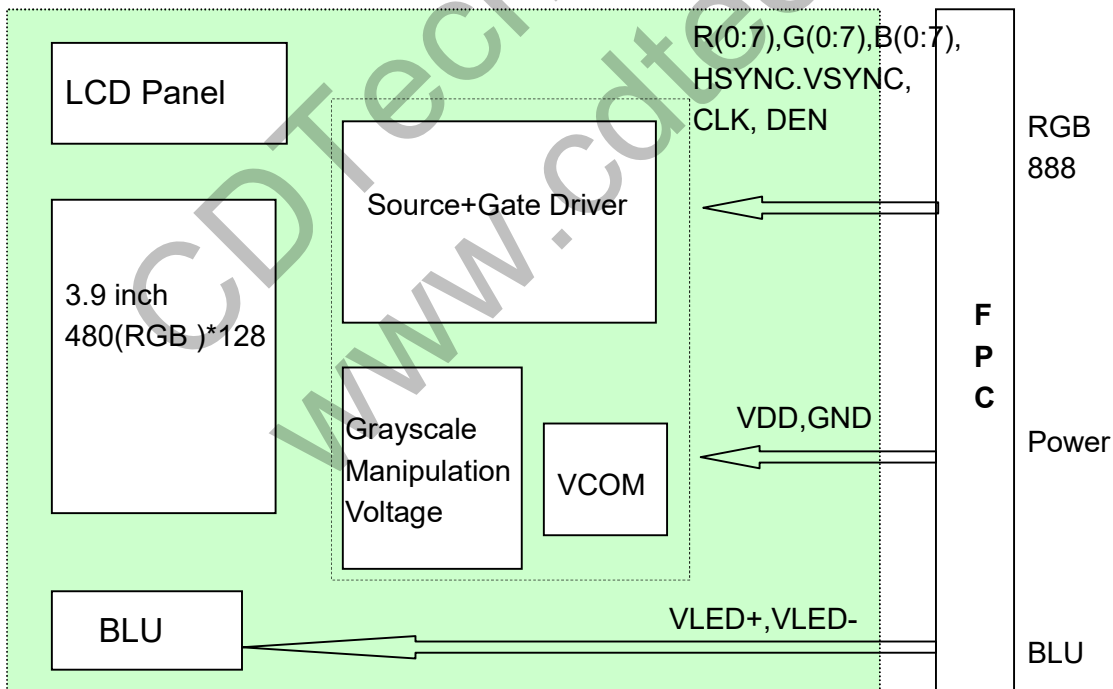 R(0:7),G(0:7),B(0:7),
HSYNC.VSYNC,
CLK, DEN
LCD Panel
RGB
888
Source+Gate Driver
3.9 inch
480(RGB )*128
F
P
C
VDD,GND
Power
Grayscale
Manipulation
Voltage
VCOM
VLED+,VLED-
BLU
BLU
CDTech
www.cdtec